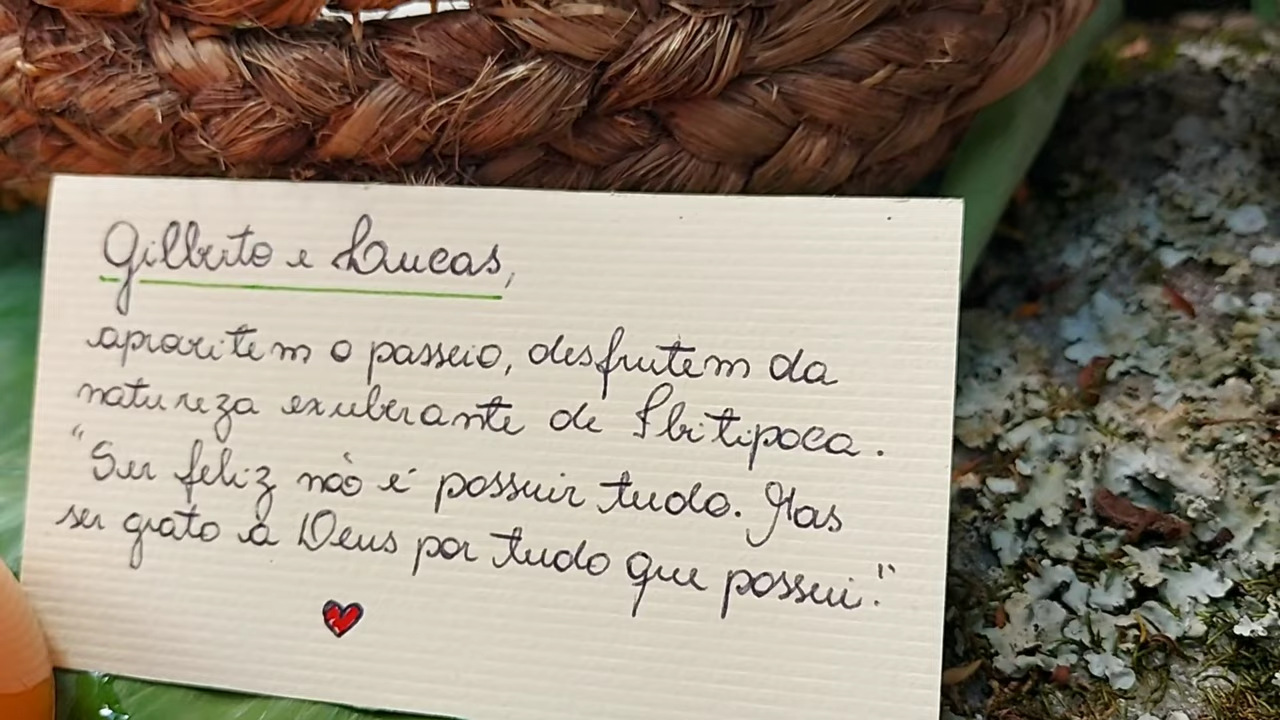 Gilberto e Lucas,
aproveitem o passeio, desfrutem da
natureza exuberante de Ibitipoca.
"Ser feliz não é possuir tudo. Mas
ser grato a Deus por tudo que possui."